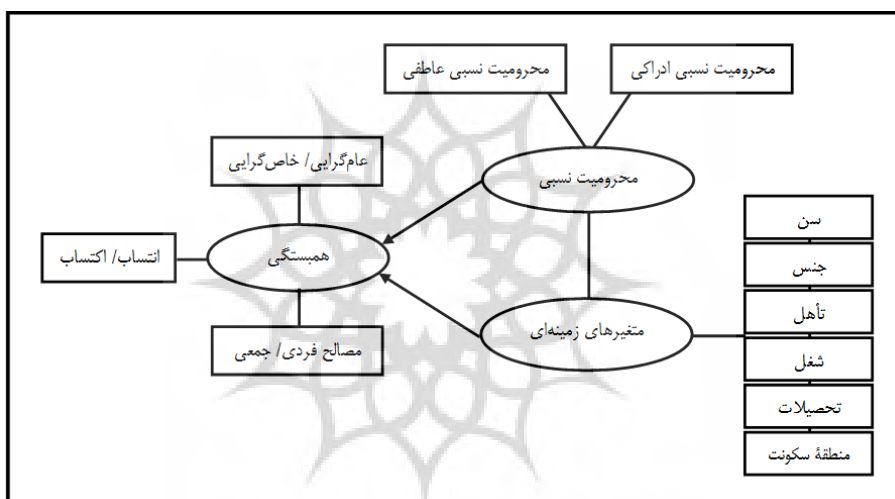 محرومیت نسبی ادراکی
محرومیت نسبی عاطفی
عام‌گرایی/ خاص‌گرایی
محرومیت نسبی
سن
همبستگی
انتساب/ اکتساب
جنس
تأهل
متغیرهای زمینه‌ای
مصالح فردی/ جمعی
شغل
تحصیلات
منطقۀ سکونت